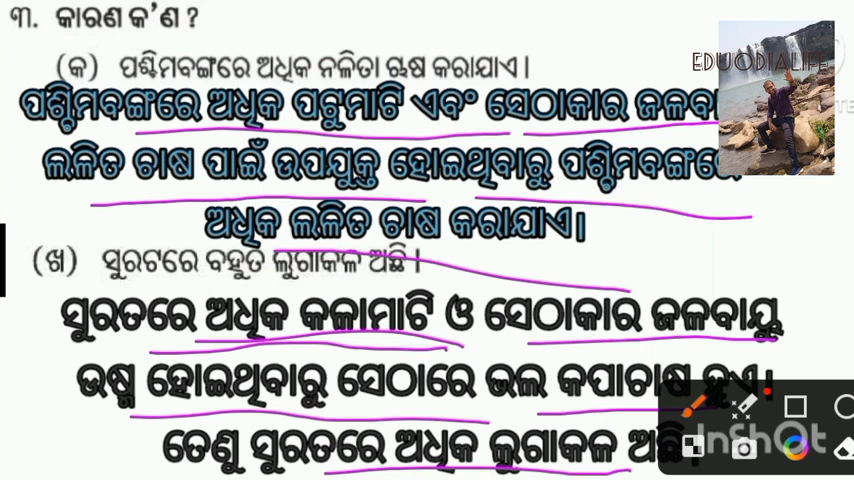 ୩. କାରଣ କ'ଣ ?
(କ) ପଶ୍ଚିମବଙ୍ଗରେ ଅଧିକ ନଳିତା ଚାଷ କରାଯାଏ।
ପଶ୍ଚିମବଙ୍ଗରେ ଅଧିକ ପଟୁମାଟି ଏବଂ ସେଠାକାର
ଲଳିତ ଚାଷ ପାଇଁ ଉପଯୁକ୍ତ ହୋଇଥିବାରୁ ପଶ୍ଚିମବଙ୍ଗରେ
ଅଧିକ ଲଳିତ ଚାଷ କରାଯାଏ।
(ଖ) ସୁରଟରେ ବହୁତ ଲୁଗାକଳ ଅଛି।
ସୁରତରେ ଅଧିକ କଳାମାଟି ଓ ସେଠାକାର ଜଳବାୟୁ
ଉଷ୍ମ ହୋଇଥିବାରୁ ସେଠାରେ ଭଲ କପାଚାଷ ହୁଏ।
ତେଣୁ ସୁରତରେ ଅଧିକ ଲୁଗାକଳ ଅଛି।
EDUODIALIFE
InShOt